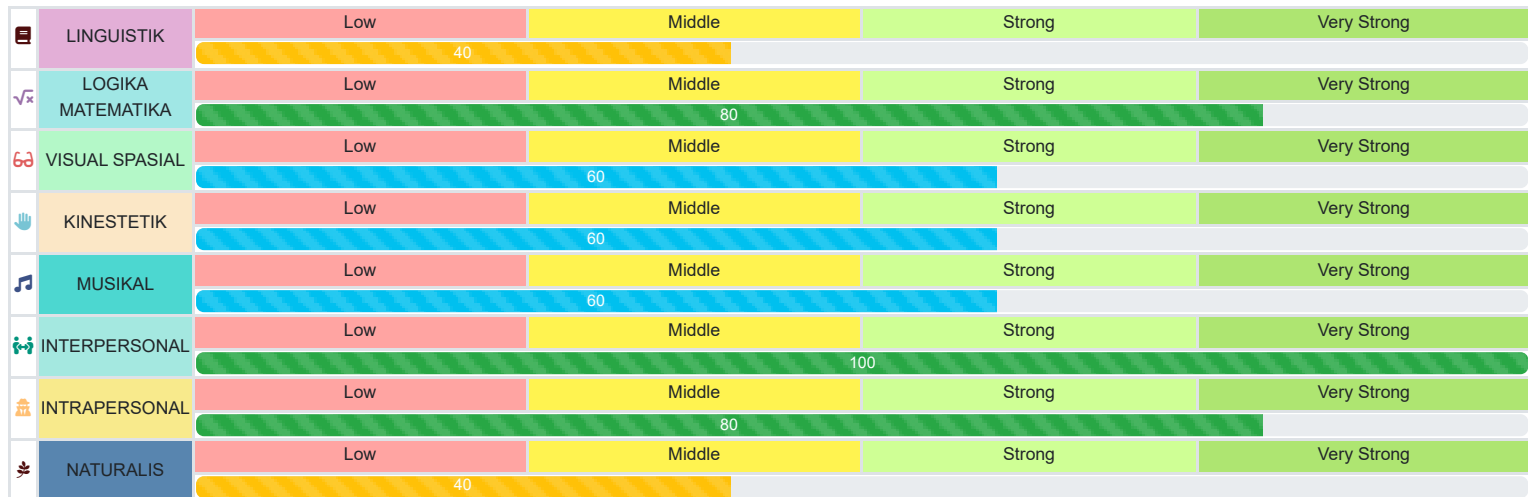 LINGUISTIK
Low Middle Strong Very Strong
40
LOGIKA
MATEMATIKA
Low Middle Strong Very Strong
80
VISUAL SPASIAL
Low Middle Strong Very Strong
60
KINESTETIK
Low Middle Strong Very Strong
60
MUSIKAL
Low Middle Strong Very Strong
60
INTERPERSONAL
Low Middle Strong Very Strong
100
INTRAPERSONAL
Low Middle Strong Very Strong
80
NATURALIS
Low Middle Strong Very Strong
40